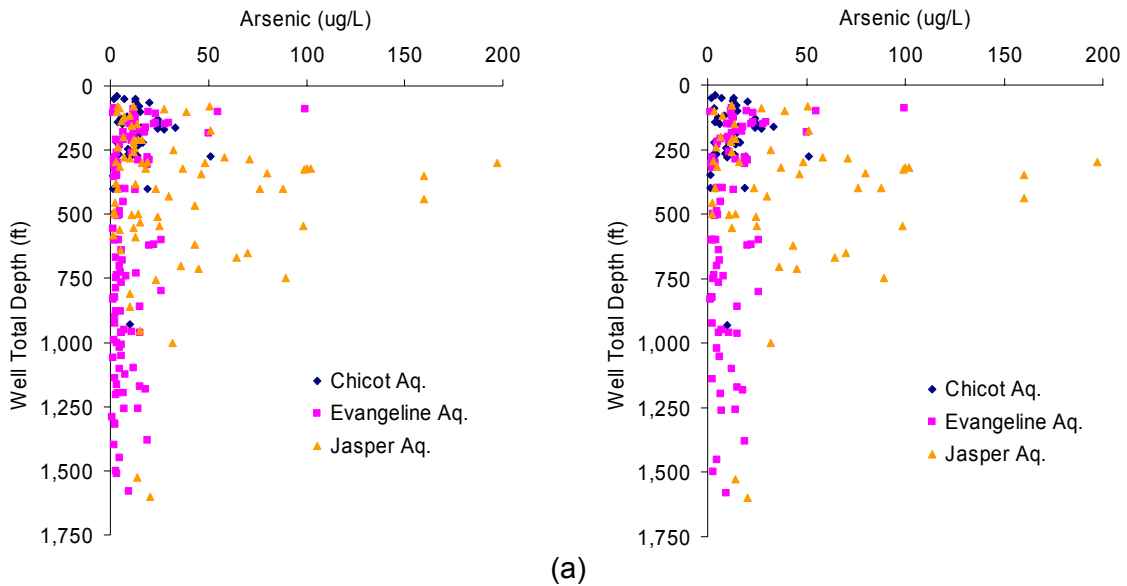 Arsenic (ug/L)
0 50 100 150 200
0
250
500
750
1,000
1,250
1,500
1,750
Well Total Depth (ft)
Chicot Aq.
Evangeline Aq.
Jasper Aq.
Arsenic (ug/L)
0 50 100 150 200
0
250
500
750
1,000
1,250
1,500
1,750
Well Total Depth (ft)
Chicot Aq.
Evangeline Aq.
Jasper Aq.
(a)